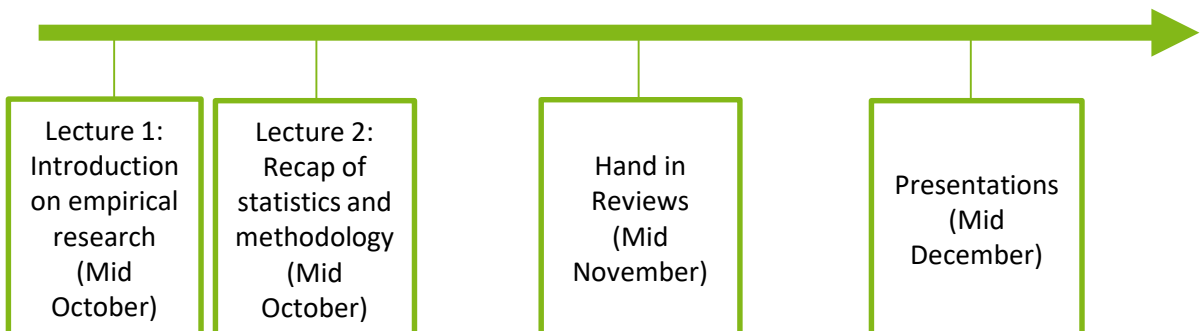 Lecture 1:
Introduction
on empirical
research
(Mid
October)
Lecture 2:
Recap of
statistics and
methodology
(Mid
October)
Hand in
Reviews
(Mid
November)
Presentations
(Mid
December)